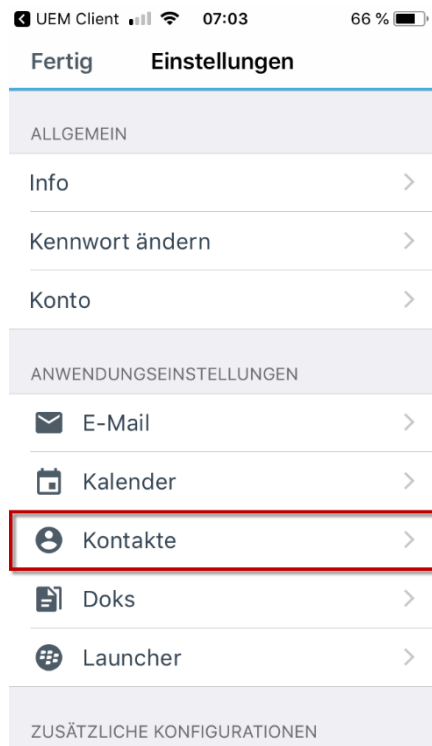 UEM Client 07:03 66 %
Fertig Einstellungen
ALLGEMEIN
Info
Kennwort ändern
Konto
ANWENDUNGSEINSTELLUNGEN
E-Mail
Kalender
Kontakte
Doks
Launcher
ZUSÄTZLICHE KONFIGURATIONEN